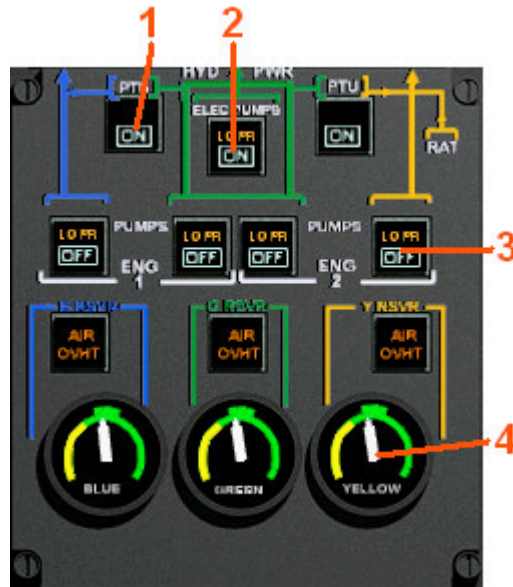 1 2
HYD PWR
PTU PTU
ELEC PUMPS
ON LO PR ON
ON
RAT
PUMPS PUMPS
LO PR LO PR LO PR LO PR 3
OFF OFF OFF OFF
ENG ENG
1 2
B RSVR G RSVR Y RSVR
AIR AIR AIR
OVHT OVHT OVHT
4
BLUE GREEN YELLOW